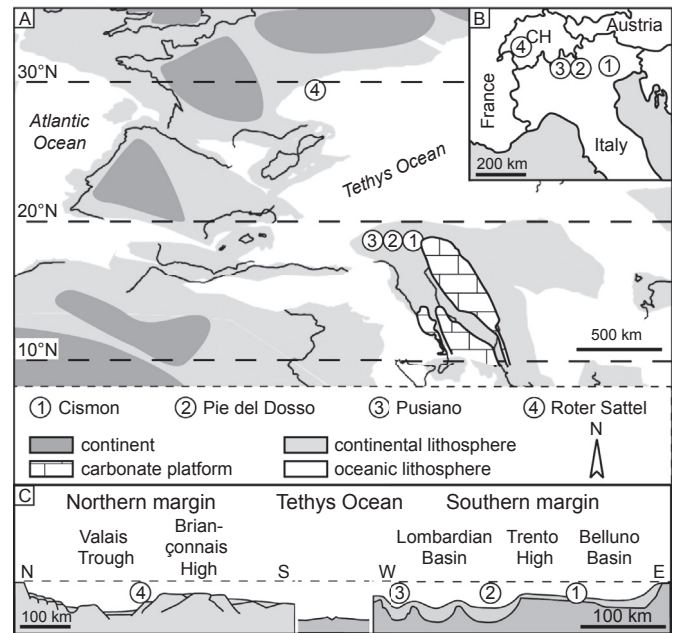 A
30°N
Atlantic
Ocean
4
Tethys Ocean
20°N
3 2 1
10°N
500 km
B
4 CH
Austria
3 2 1
France
Italy
200 km
1 Cismon 2 Pie del Dosso 3 Pusiano 4 Roter Sattel
N
continent
continental lithosphere
carbonate platform
oceanic lithosphere
C
Northern margin Tethys Ocean Southern margin
Valais
Trough
Brian-
çonnais
High
Lombardian
Basin
Trento
High
Belluno
Basin
N S W E
4 3 2 1
100 km 100 km